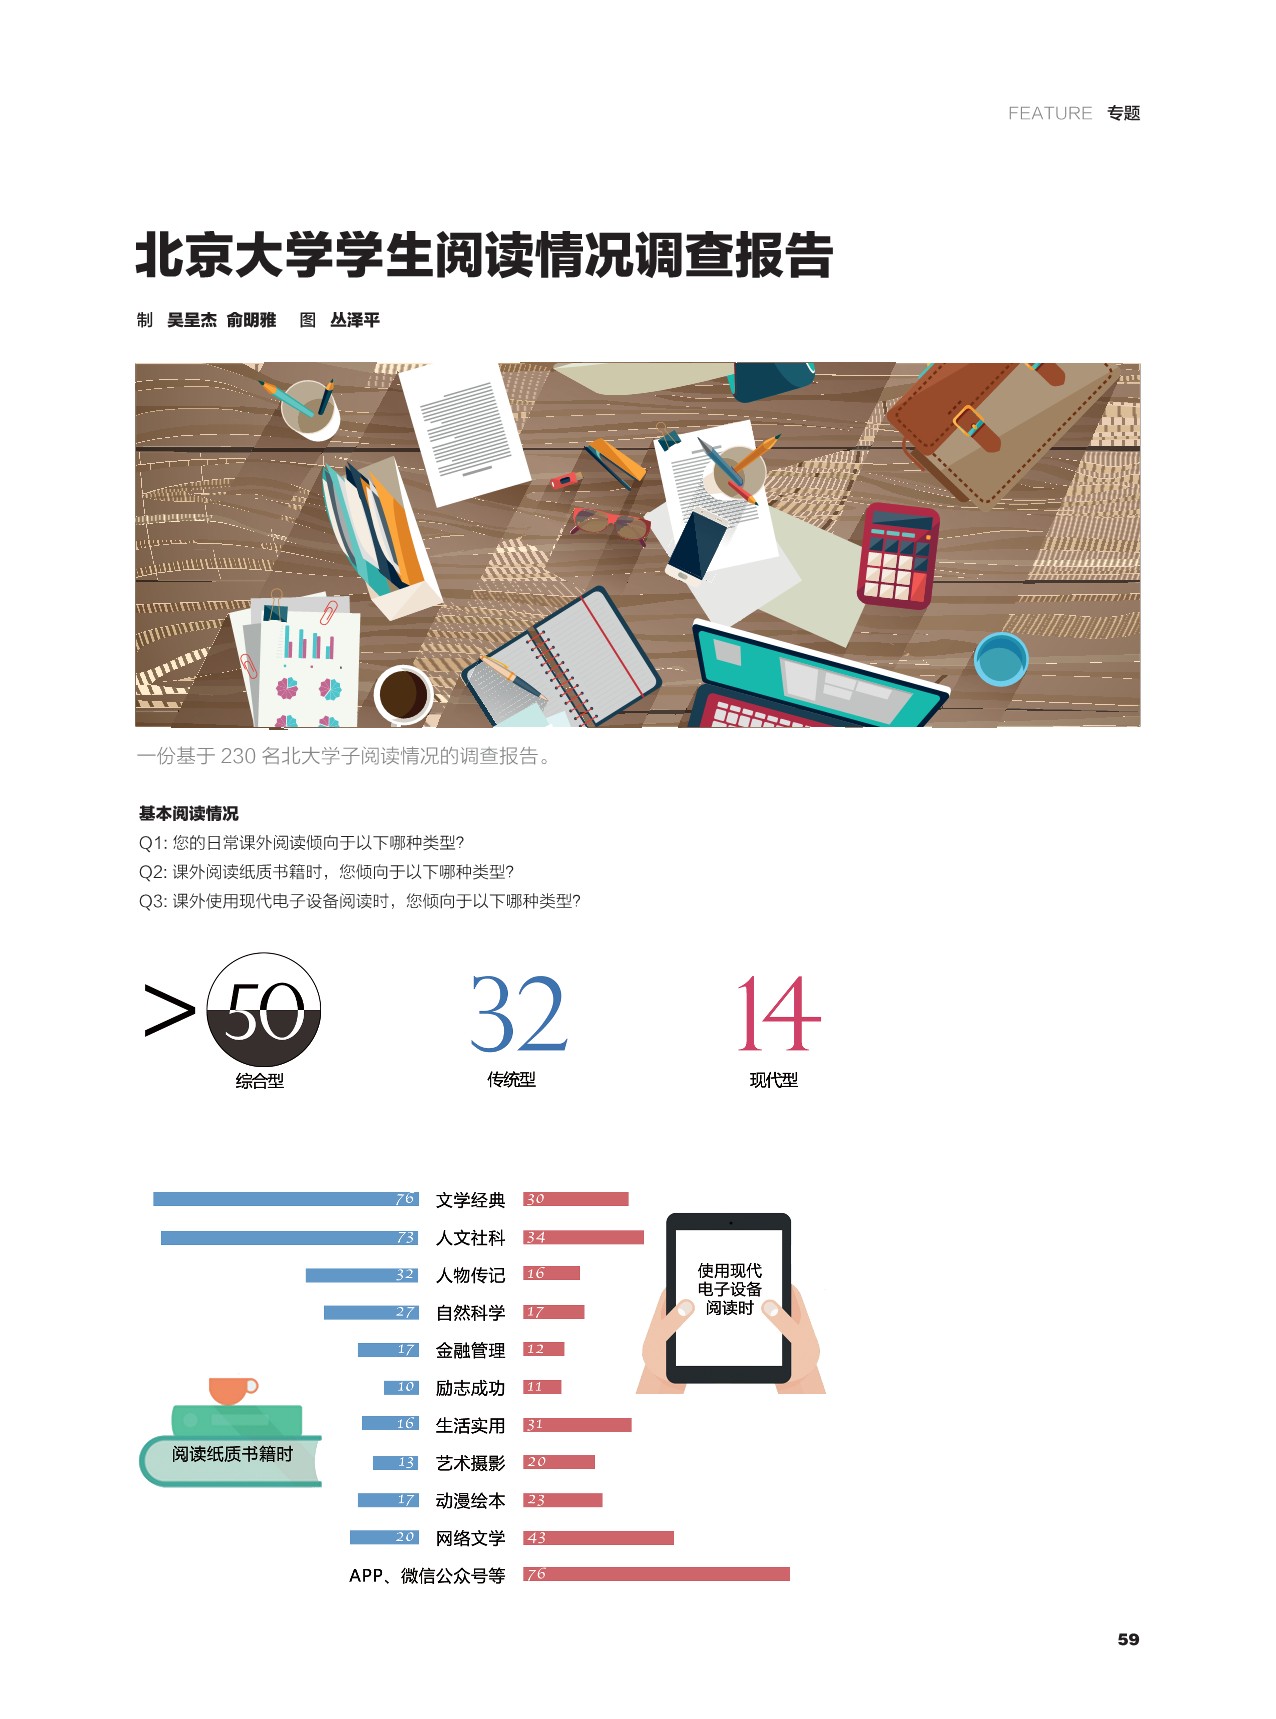 FEATURE 专题
北京大学学生阅读情况调查报告
制 吴呈杰 俞明雅 图 丛泽平
一份基于 230 名北大学子阅读情况的调查报告。
基本阅读情况
Q1: 您的日常课外阅读倾向于以下哪种类型？
Q2: 课外阅读纸质书籍时，您倾向于以下哪种类型？
Q3: 课外使用现代电子设备阅读时，您倾向于以下哪种类型？
>50 32 14
综合型 传统型 现代型
76 文学经典 30
73 人文社科 34
32 人物传记 16
27 自然科学 17
17 金融管理 12
10 励志成功 11
16 生活实用 31
13 艺术摄影 20
17 动漫绘本 23
20 网络文学 43
APP、微信公众号等 76
使用现代
电子设备
阅读时
阅读纸质书籍时
59